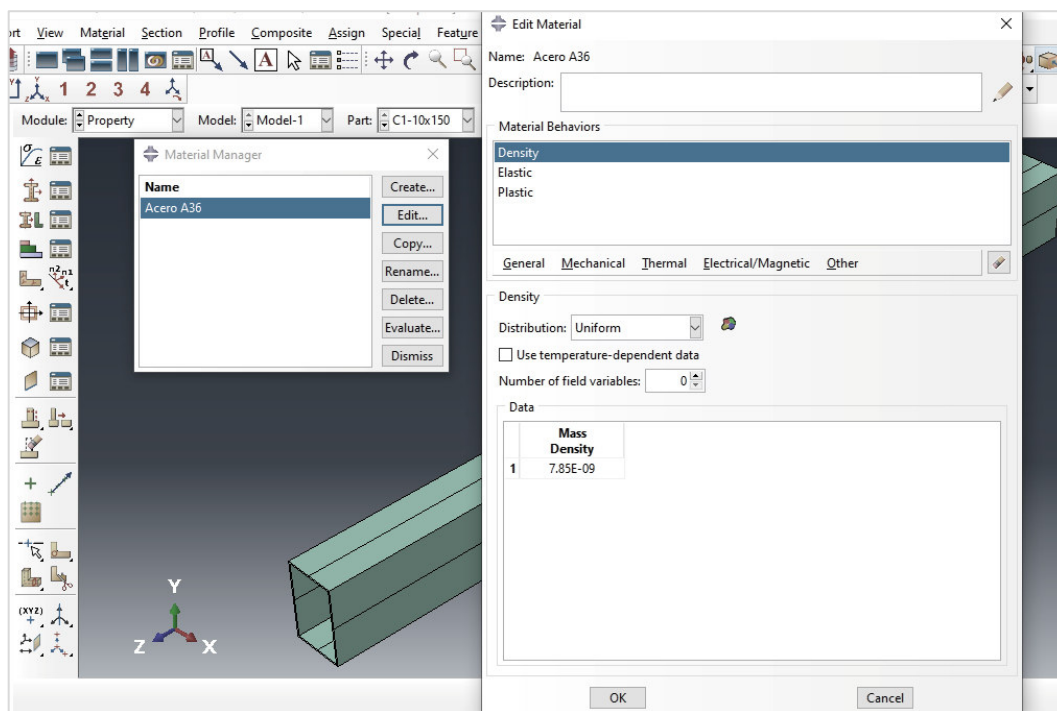 rt View Material Section Profile Composite Assign Special Feature
A
1 2 3 4
Module: Property Model: Model-1 Part: C1-10x150
Material Manager
Name
Acero A36
Create...
Edit...
Copy...
Rename...
Delete...
Evaluate...
Dismiss
(XYZ)
Y
Z X
Edit Material
Name: Acero A36
Description:
Material Behaviors
Density
Elastic
Plastic
General Mechanical Thermal Electrical/Magnetic Other
Density
Distribution: Uniform
Use temperature-dependent data
Number of field variables: 0
Data
Mass
Density
1 7.85E-09
OK Cancel